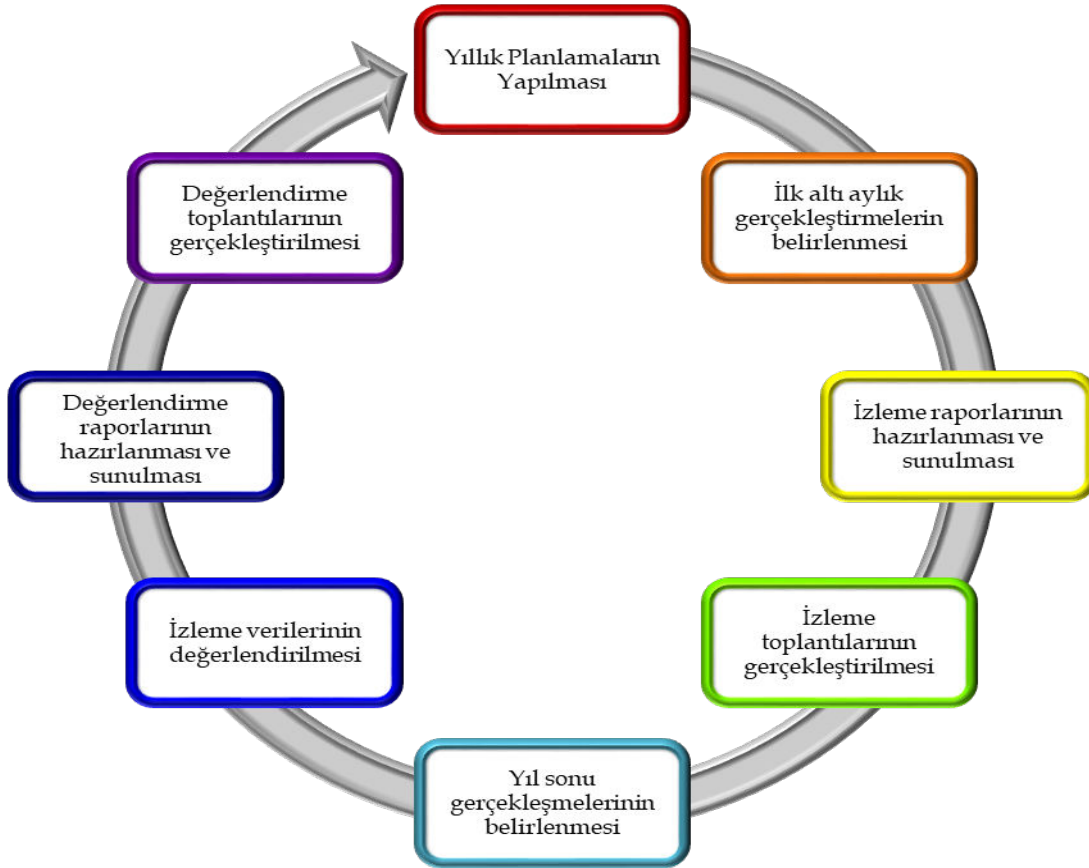 Yıllık Planlamaların
Yapılması
İlk altı aylık
gerçekleştirmelerin
belirlenmesi
İzleme raporlarının
hazırlanması ve
sunulması
İzleme
toplantılarının
gerçekleştirilmesi
Yıl sonu
gerçekleşmelerinin
belirlenmesi
İzleme verilerinin
değerlendirilmesi
Değerlendirme
raporlarının
hazırlanması ve
sunulması
Değerlendirme
toplantılarının
gerçekleştirilmesi